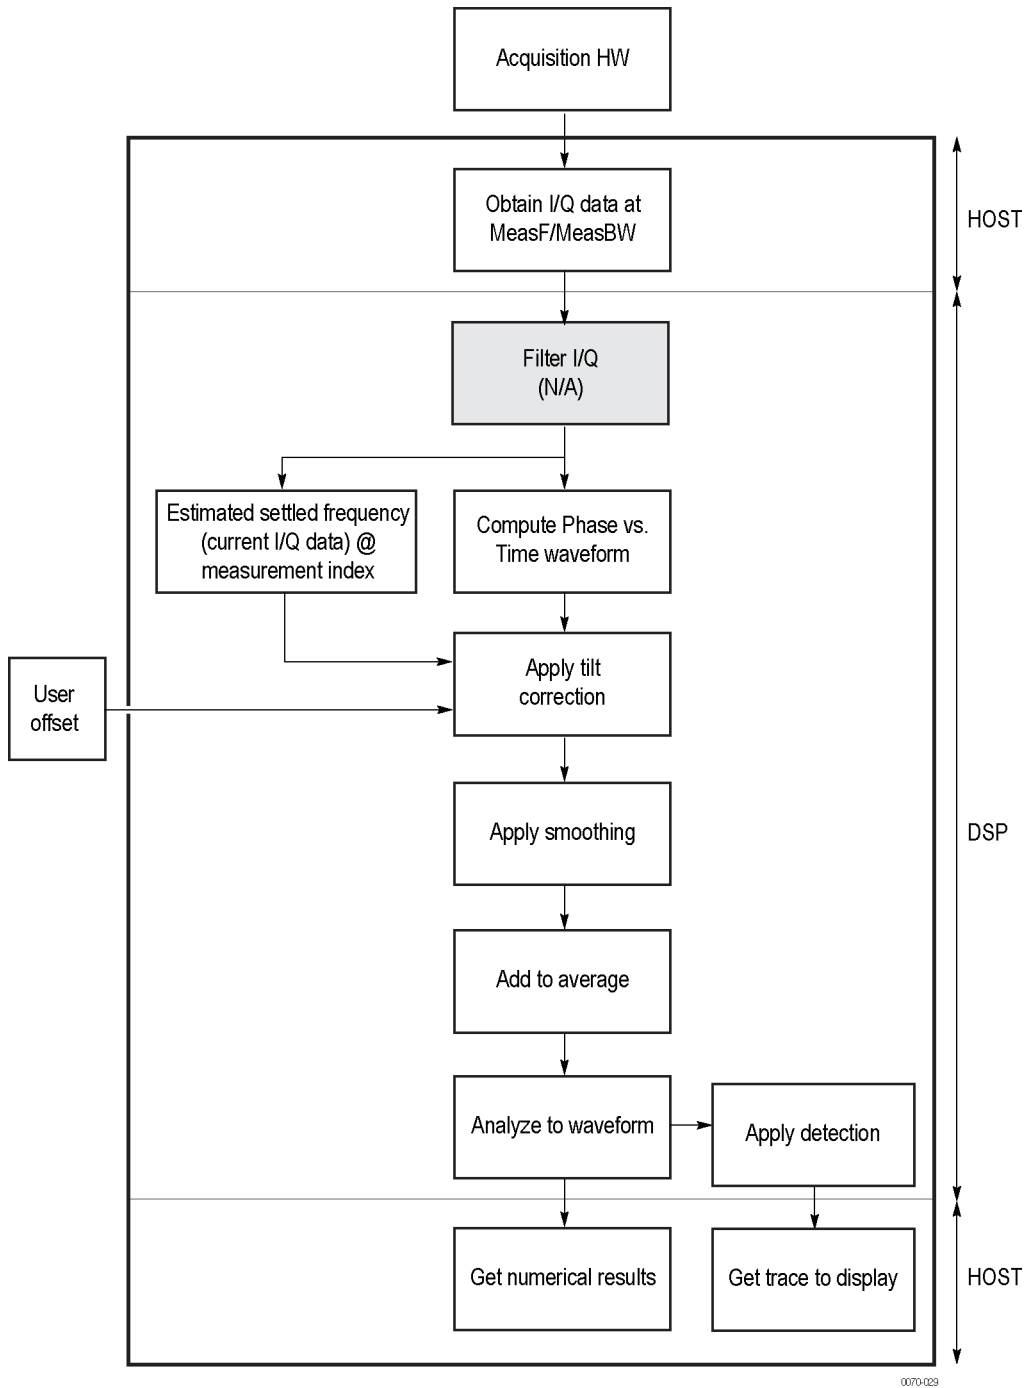 Acquisition HW
Obtain I/Q data at
MeasF/MeasBW
HOST
Filter I/Q
(N/A)
Estimated settled frequency
(current I/Q data) @
measurement index
Compute Phase vs.
Time waveform
User
offset
Apply tilt
correction
Apply smoothing
DSP
Add to average
Analyze to waveform
Apply detection
Get numerical results
Get trace to display
HOST
0070-029